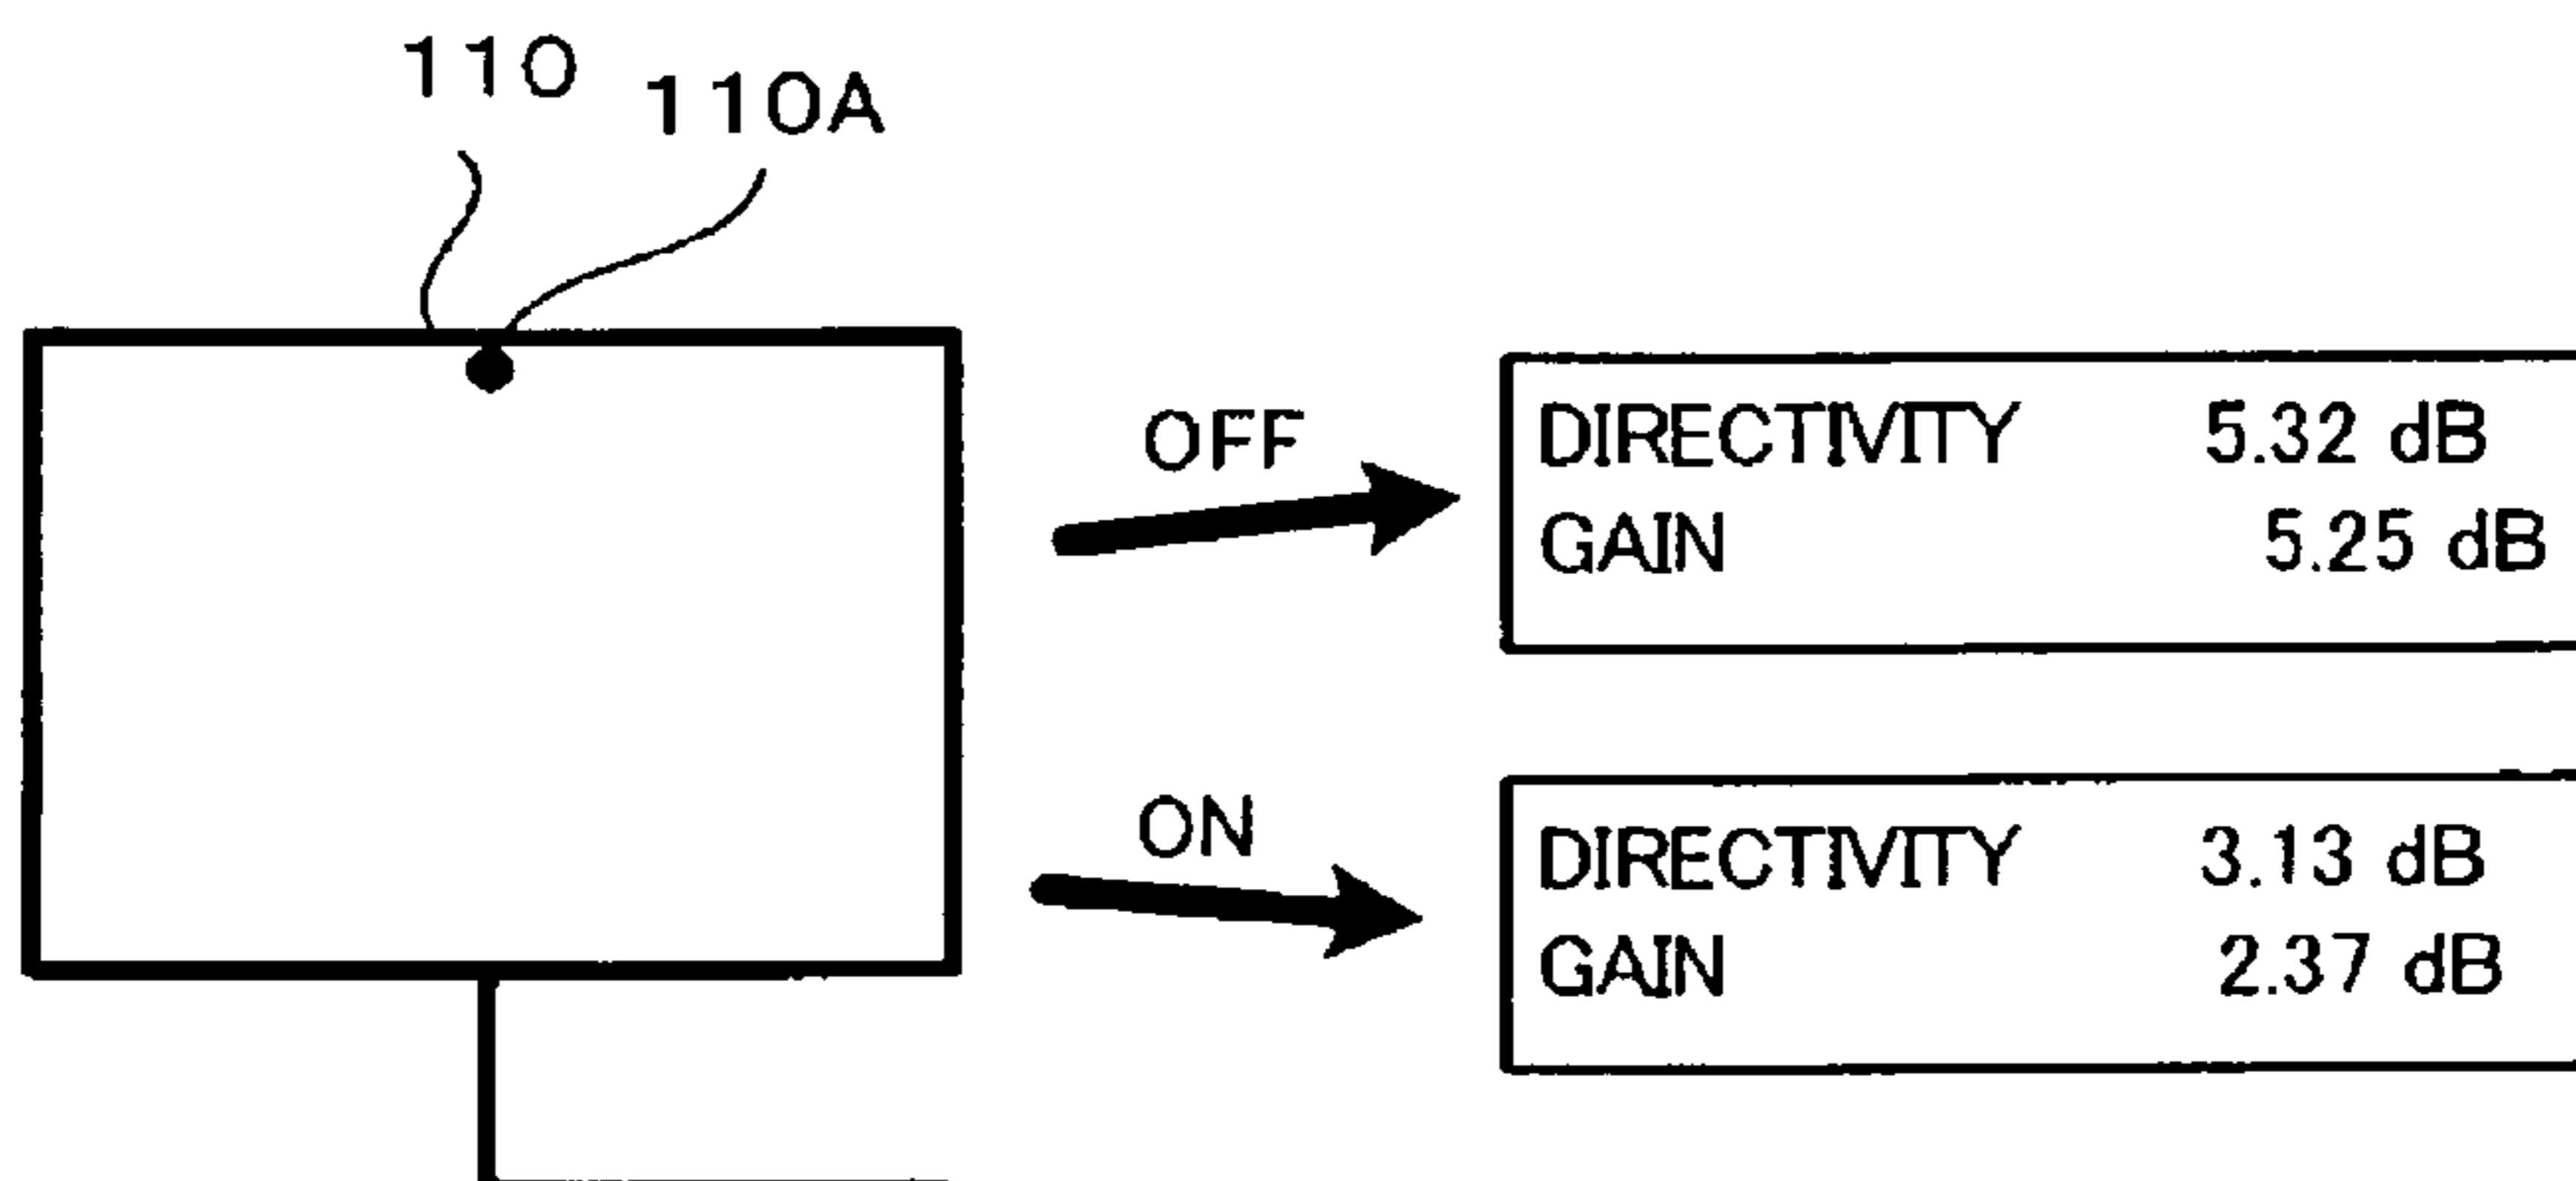 110
110A
OFF
DIRECTIVITY 5.32 dB
GAIN 5.25 dB
ON
DIRECTIVITY 3.13 dB
GAIN 2.37 dB